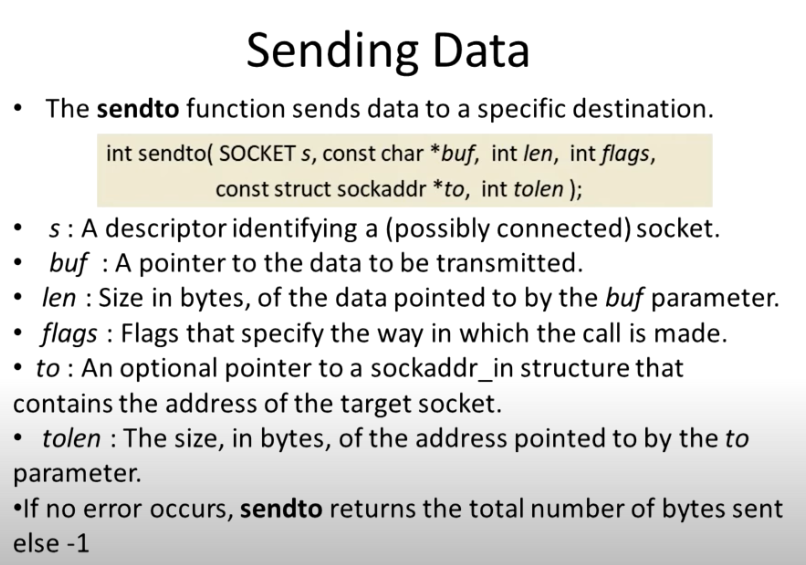 Sending Data
• The sendto function sends data to a specific destination.
int sendto( SOCKET s, const char *buf, int len, int flags,
const struct sockaddr *to, int tolen );
• s : A descriptor identifying a (possibly connected) socket.
• buf : A pointer to the data to be transmitted.
• len : Size in bytes, of the data pointed to by the buf parameter.
• flags : Flags that specify the way in which the call is made.
• to : An optional pointer to a sockaddr_in structure that
contains the address of the target socket.
• tolen : The size, in bytes, of the address pointed to by the to
parameter.
•If no error occurs, sendto returns the total number of bytes sent
else -1